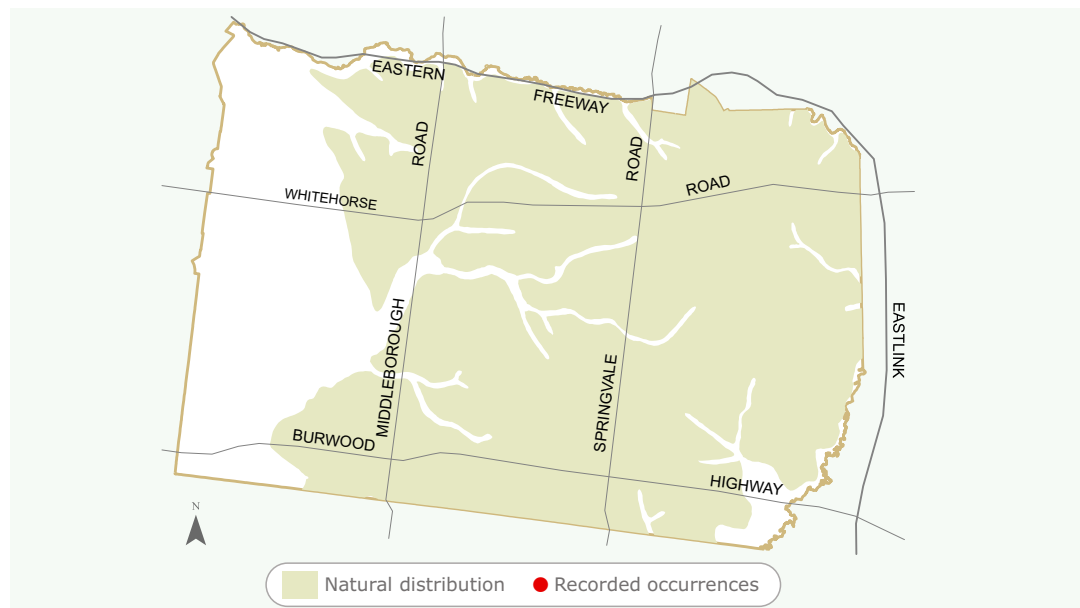 EASTERN
FREEWAY
ROAD
ROAD
WHITEHORSE
ROAD
MIDDLEBOROUGH
SPRINGVALE
EASTLINK
BURWOOD
HIGHWAY
N
Natural distribution
Recorded occurrences